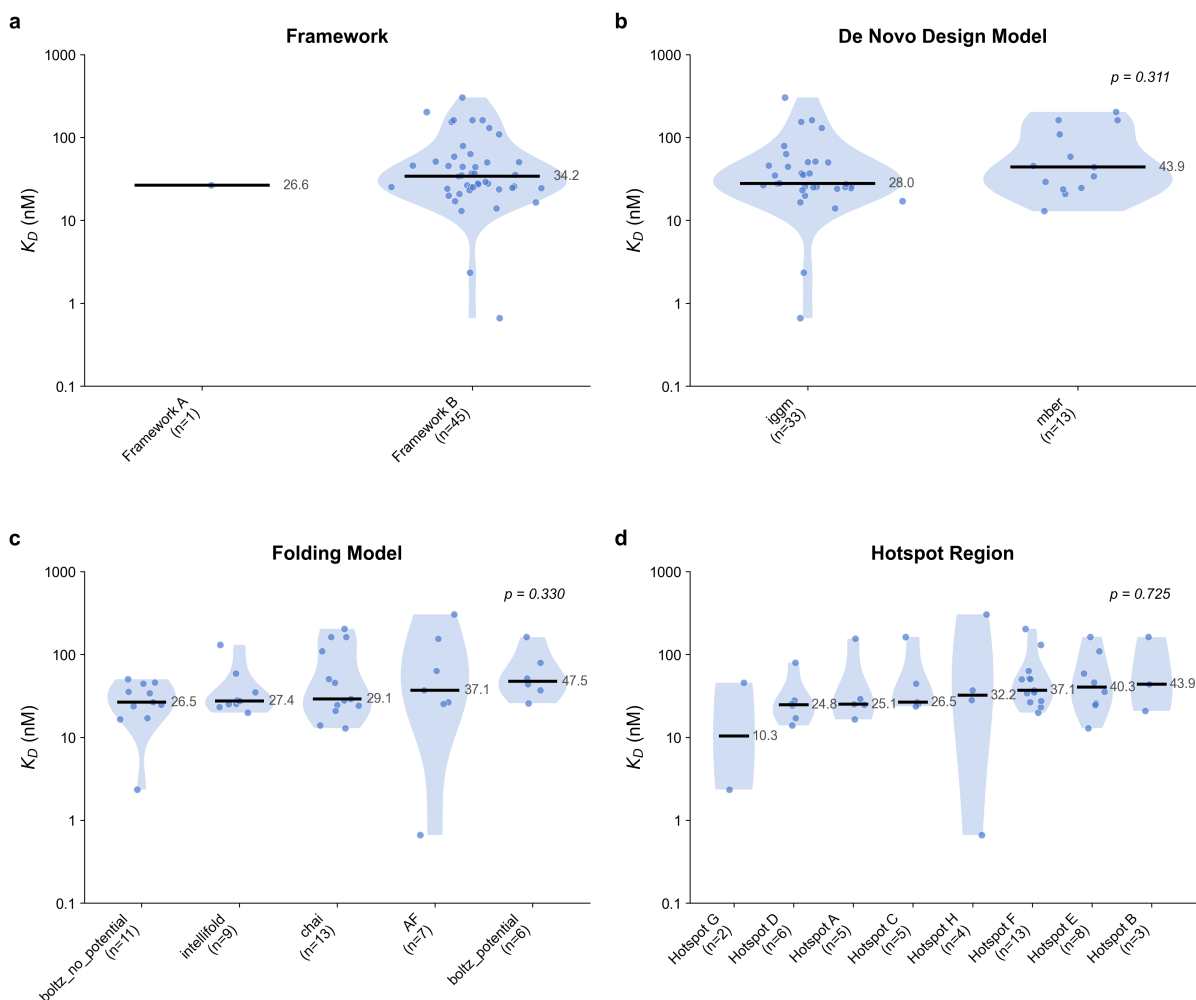 a
Framework
1000
100
10
1
0.1
K_D (nM)
26.6
34.2
Framework A
(n=1)
Framework B
(n=45)
b
De Novo Design Model
p = 0.311
1000
100
10
1
0.1
K_D (nM)
28.0
43.9
iggm
(n=33)
mber
(n=13)
c
Folding Model
p = 0.330
1000
100
10
1
0.1
K_D (nM)
26.5
27.4
29.1
37.1
47.5
boltz_no_potential
(n=11)
intellifold
(n=9)
chai
(n=13)
AF
(n=7)
boltz_potential
(n=6)
d
Hotspot Region
p = 0.725
1000
100
10
1
0.1
K_D (nM)
10.3
24.8
25.1
26.5
32.2
37.1
40.3
43.9
Hotspot G
(n=2)
Hotspot D
(n=6)
Hotspot A
(n=5)
Hotspot C
(n=5)
Hotspot H
(n=4)
Hotspot F
(n=13)
Hotspot E
(n=8)
Hotspot B
(n=3)